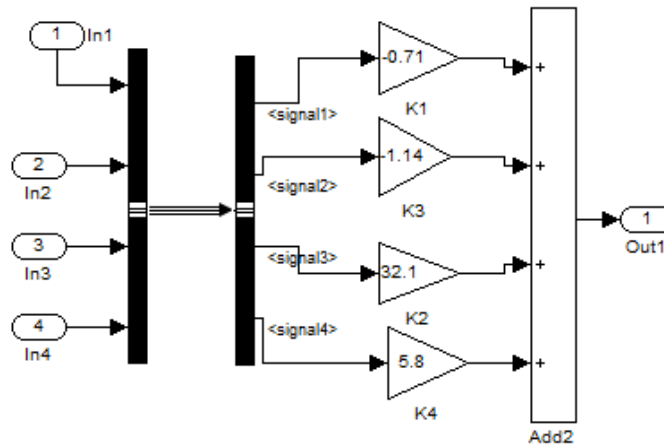 1
In1
2
In2
3
In3
4
In4
<signal1>
<signal2>
<signal3>
<signal4>
-0.71
K1
-1.14
K3
32.1
K2
5.8
K4
+
+
+
+
Add2
1
Out1